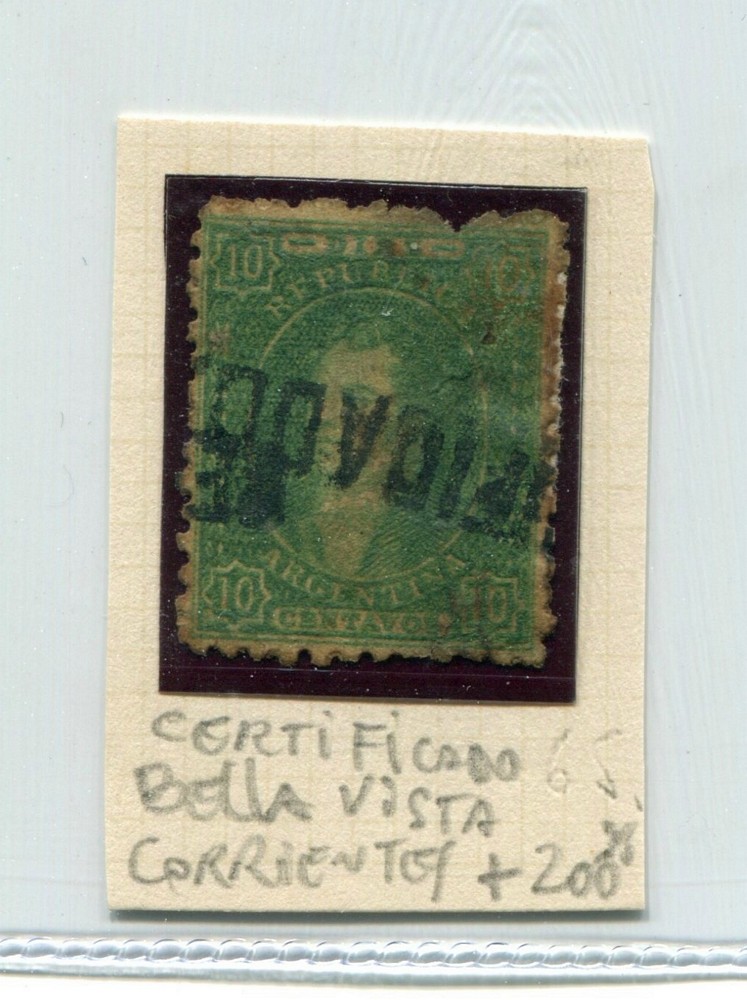 10 10
REPUBLICA
ARGENTINA
10 10
CENTAVOS
CERTIFICADO
BELLA VISTA
CORRIENTES +200